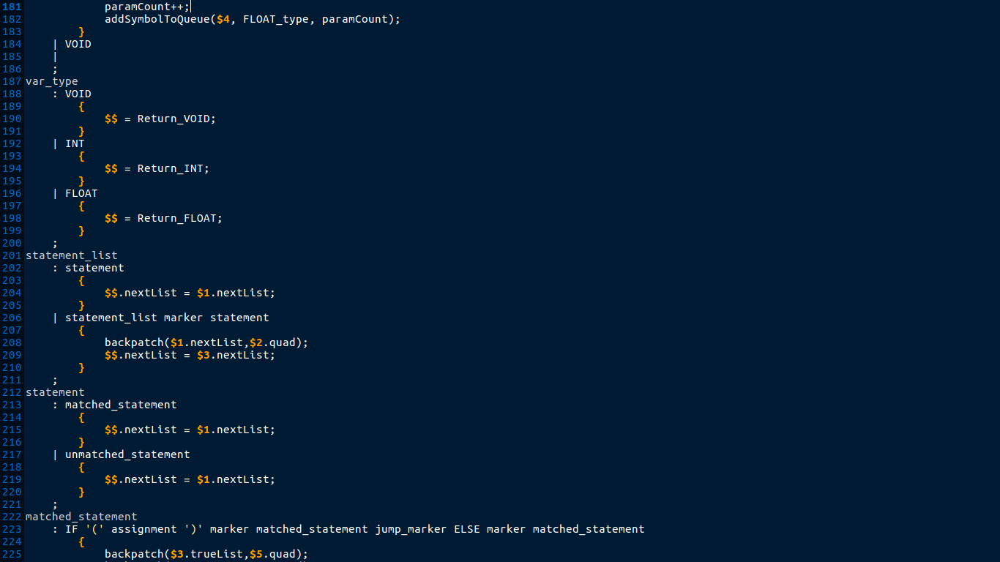 181             paramCount++;
182             addSymbolToQueue($4, FLOAT_type, paramCount);
183         }
184     | VOID
185     |
186     ;
187 var_type
188     : VOID
189         {
190             $$ = Return_VOID;
191         }
192     | INT
193         {
194             $$ = Return_INT;
195         }
196     | FLOAT
197         {
198             $$ = Return_FLOAT;
199         }
200     ;
201 statement_list
202     : statement
203         {
204             $$.nextList = $1.nextList;
205         }
206     | statement_list marker statement
207         {
208             backpatch($1.nextList,$2.quad);
209             $$.nextList = $3.nextList;
210         }
211     ;
212 statement
213     : matched_statement
214         {
215             $$.nextList = $1.nextList;
216         }
217     | unmatched_statement
218         {
219             $$.nextList = $1.nextList;
220         }
221     ;
222 matched_statement
223     : IF '(' assignment ')' marker matched_statement jump_marker ELSE marker matched_statement
224         {
225             backpatch($3.trueList,$5.quad);